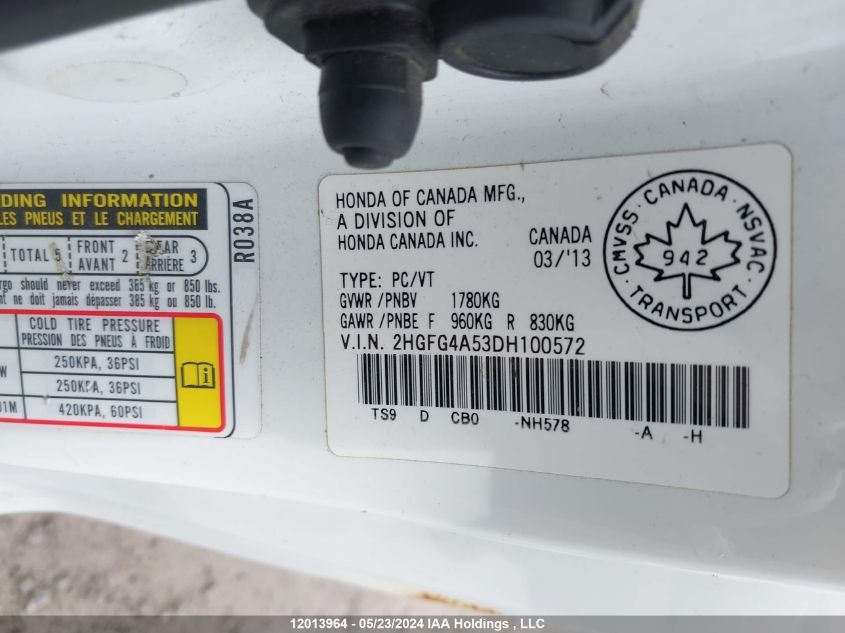 DING INFORMATION
LES PNEUS ET LE CHARGEMENT
TOTAL 5 FRONT AVANT 2 REAR ARRIÈRE 3
rgo should never exceed 385 kg or 850 lbs.
nt ne doit jamais dépasser 385 kg ou 850 lb.
COLD TIRE PRESSURE
PRESSION DES PNEUS À FROID
250KPA, 36PSI
250KPA, 36PSI
420KPA, 60PSI
R038A
HONDA OF CANADA MFG.,
A DIVISION OF
HONDA CANADA INC.
CANADA
03/'13
TYPE: PC/VT
GVWR /PNBV 1780KG
GAWR /PNBE F 960KG R 830KG
V.I.N. 2HGFG4A53DH100572
TS9 D CB0 -NH578 -A -H
CMVSS · CANADA · NSVAC
942
TRANSPORT
12013964 - 05/23/2024 IAA Holdings , LLC